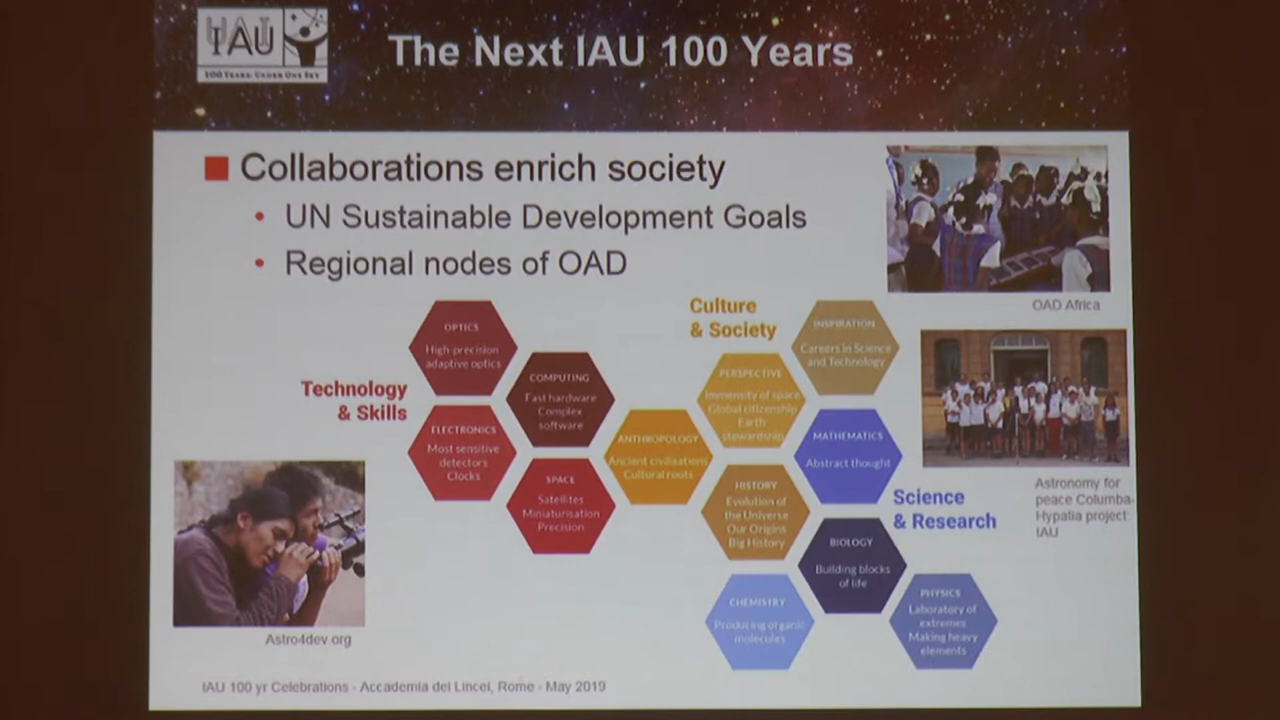 IAU
100 Years: Under One Sky
The Next IAU 100 Years
Collaborations enrich society
• UN Sustainable Development Goals
• Regional nodes of OAD
OAD Africa
Technology
& Skills
OPTICS
High precision
adaptive optics
COMPUTING
Fast hardware
Complex
software
ELECTRONICS
Most sensitive
detectors
Clocks
SPACE
Satellites
Miniaturisation
Precision
Culture
& Society
INSPIRATION
Careers in Science
and Technology
PERSPECTIVE
Immensity of space
Global citizenship
Earth
stewardship
ANTHROPOLOGY
Ancient civilisations
Cultural roots
HISTORY
Evolution of
the Universe
Our Origins
Big History
MATHEMATICS
Abstract thought
Science
& Research
BIOLOGY
Building blocks
of life
CHEMISTRY
Producing organic
molecules
PHYSICS
Laboratory of
extremes
Making heavy
elements
Astronomy for
peace Columba-
Hypatia project:
IAU
Astro4dev.org
IAU 100 yr Celebrations - Accademia dei Lincei, Rome - May 2019